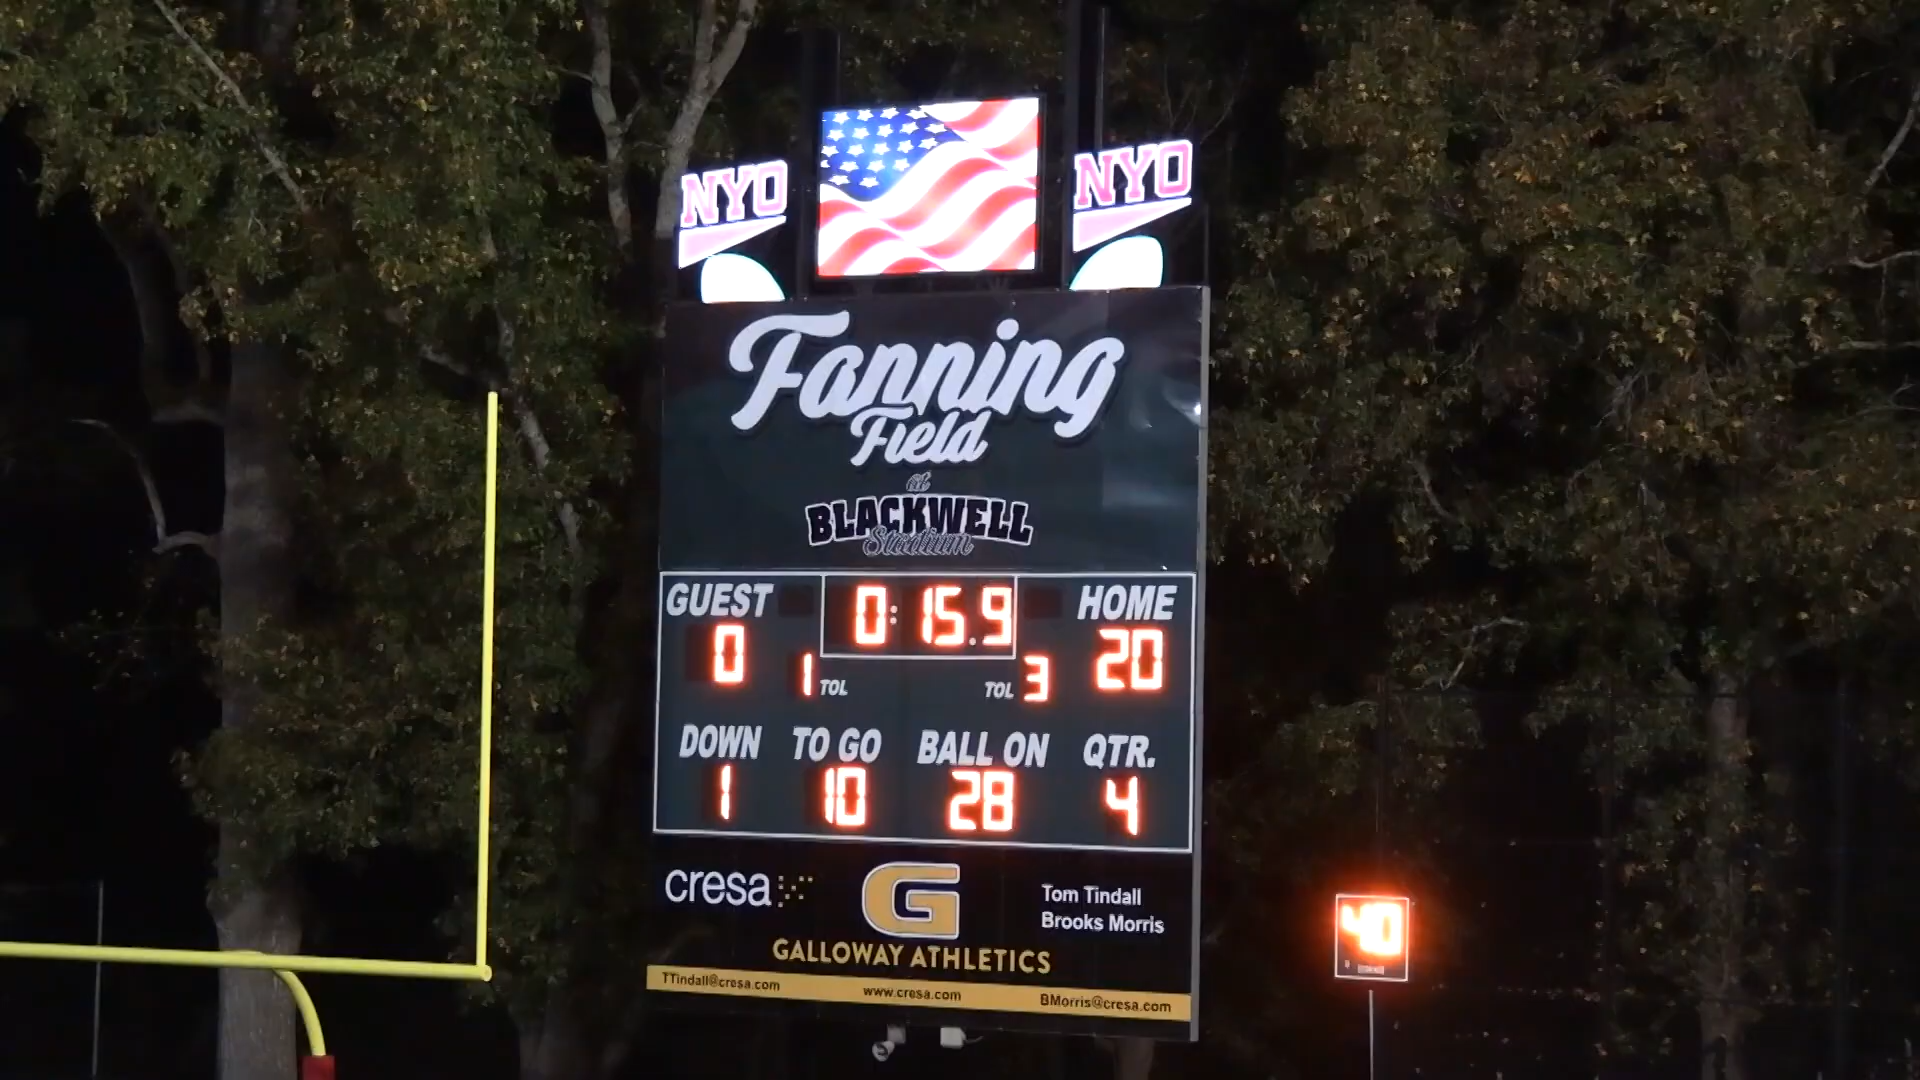 NYO NYO
Fanning
Field
at
BLACKWELL
Stadium
GUEST 0:15.9 HOME
0 1 TOL TOL 3 20
DOWN TO GO BALL ON QTR.
1 10 28 4
cresa G Tom Tindall
Brooks Morris
40
GALLOWAY ATHLETICS
TTindall@cresa.com www.cresa.com BMorris@cresa.com